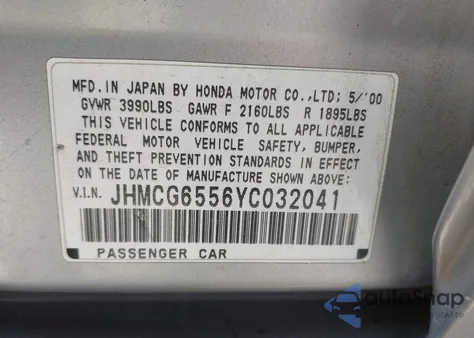 MFD.IN JAPAN BY HONDA MOTOR CO.,LTD; 5/'00
GVWR 3990LBS GAWR F 2160LBS R 1895LBS
THIS VEHICLE CONFORMS TO ALL APPLICABLE
FEDERAL MOTOR VEHICLE SAFETY, BUMPER,
AND THEFT PREVENTION STANDARDS IN EFFECT
ON THE DATE OF MANUFACTURE SHOWN ABOVE.
V.I.N. JHMCG6556YC032041
PASSENGER CAR
autoSnap